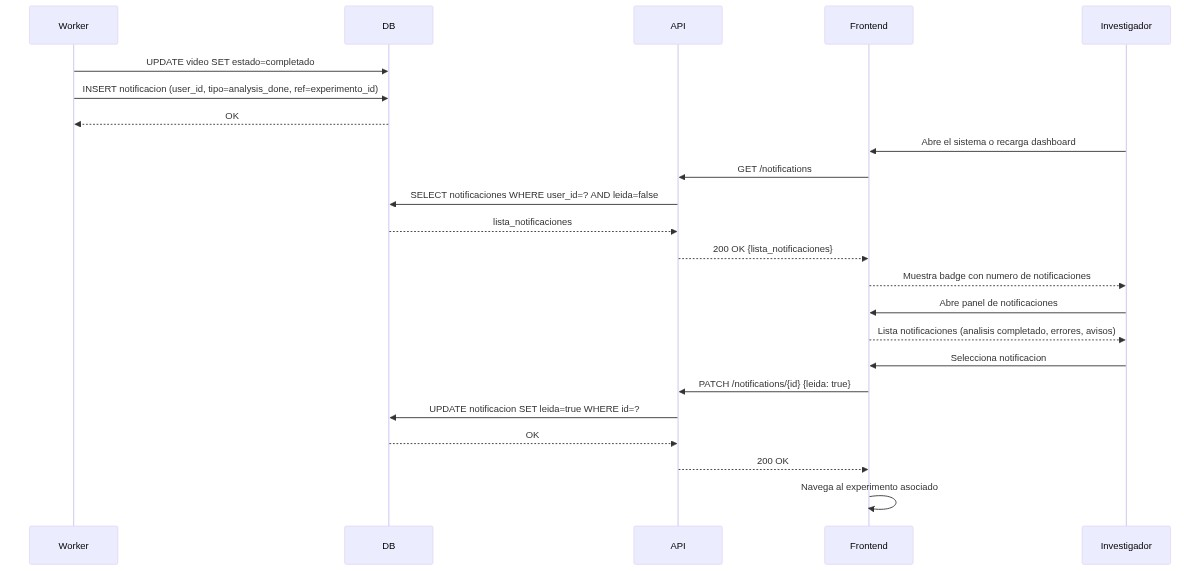 Worker
DB
API
Frontend
Investigador
UPDATE video SET estado=completado
INSERT notificacion (user_id, tipo=analysis_done, ref=experimento_id)
OK
Abre el sistema o recarga dashboard
GET /notifications
SELECT notificaciones WHERE user_id=? AND leida=false
lista_notificaciones
200 OK {lista_notificaciones}
Muestra badge con numero de notificaciones
Abre panel de notificaciones
Lista notificaciones (analisis completado, errores, avisos)
Selecciona notificacion
PATCH /notifications/{id} {leida: true}
UPDATE notificacion SET leida=true WHERE id=?
OK
200 OK
Navega al experimento asociado
Worker
DB
API
Frontend
Investigador